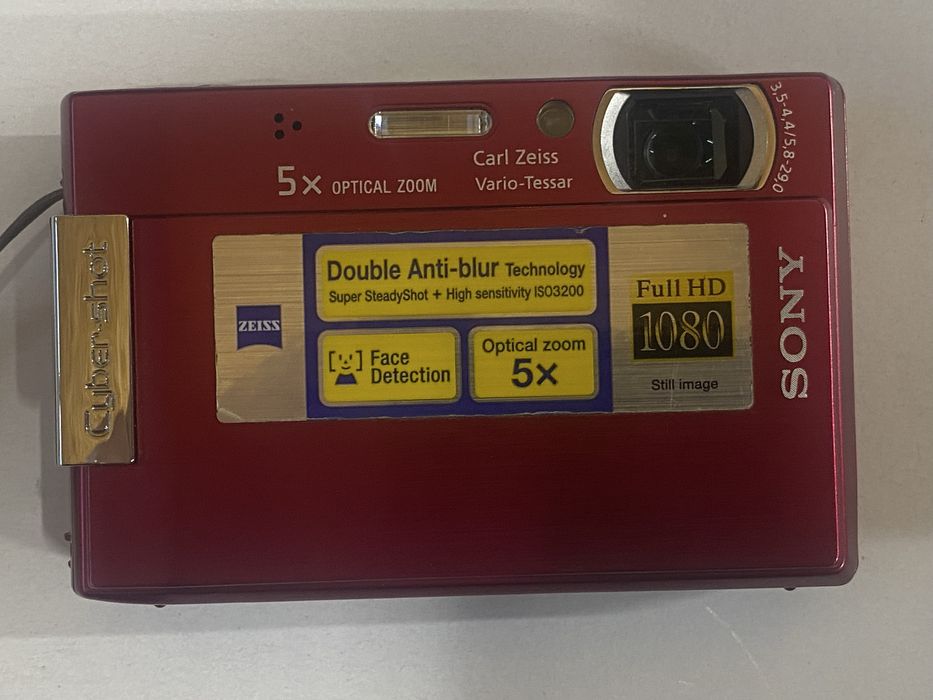 3,5-4,4/5,8-29,0
5x OPTICAL ZOOM
Carl Zeiss
Vario-Tessar
Cyber-shot
ZEISS
Double Anti-blur Technology
Super SteadyShot + High sensitivity ISO3200
Face
Detection
Optical zoom
5x
Full HD
1080
Still image
SONY